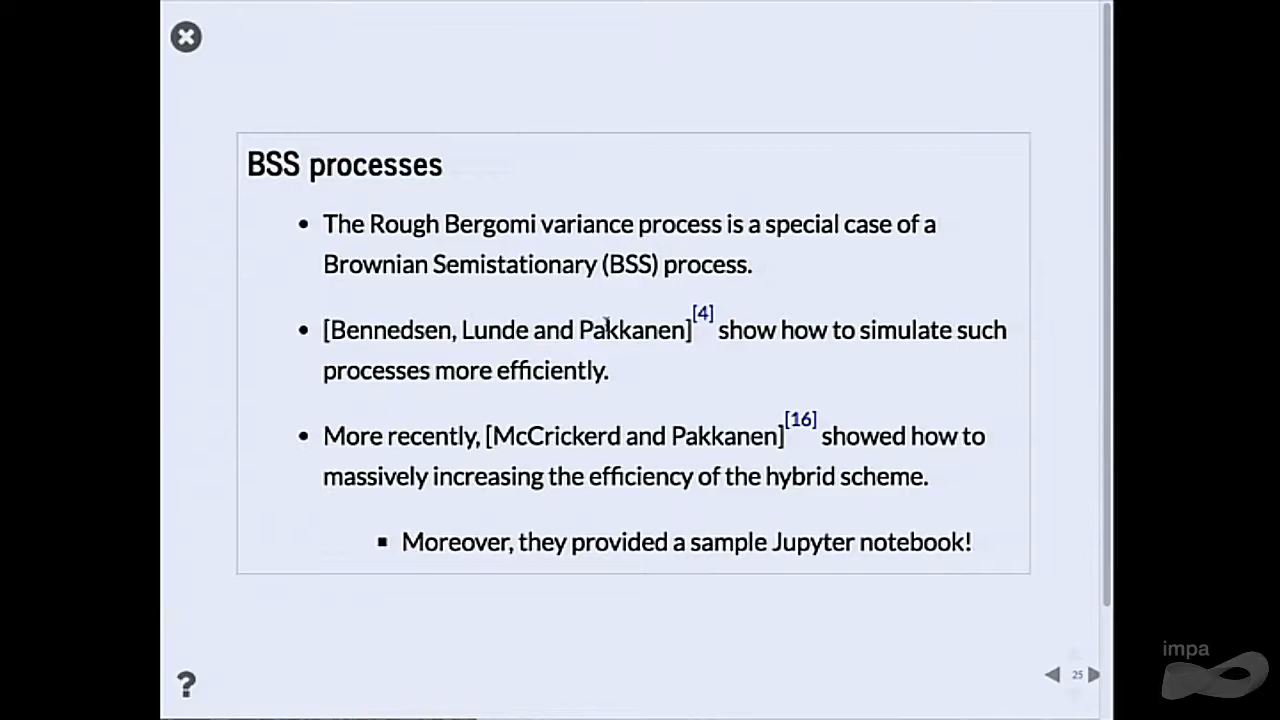 BSS processes
• The Rough Bergomi variance process is a special case of a
Brownian Semistationary (BSS) process.
• [Bennedsen, Lunde and Pakkanen][4] show how to simulate such
processes more efficiently.
• More recently, [McCrickerd and Pakkanen][16] showed how to
massively increasing the efficiency of the hybrid scheme.
▪ Moreover, they provided a sample Jupyter notebook!
?
25
impa